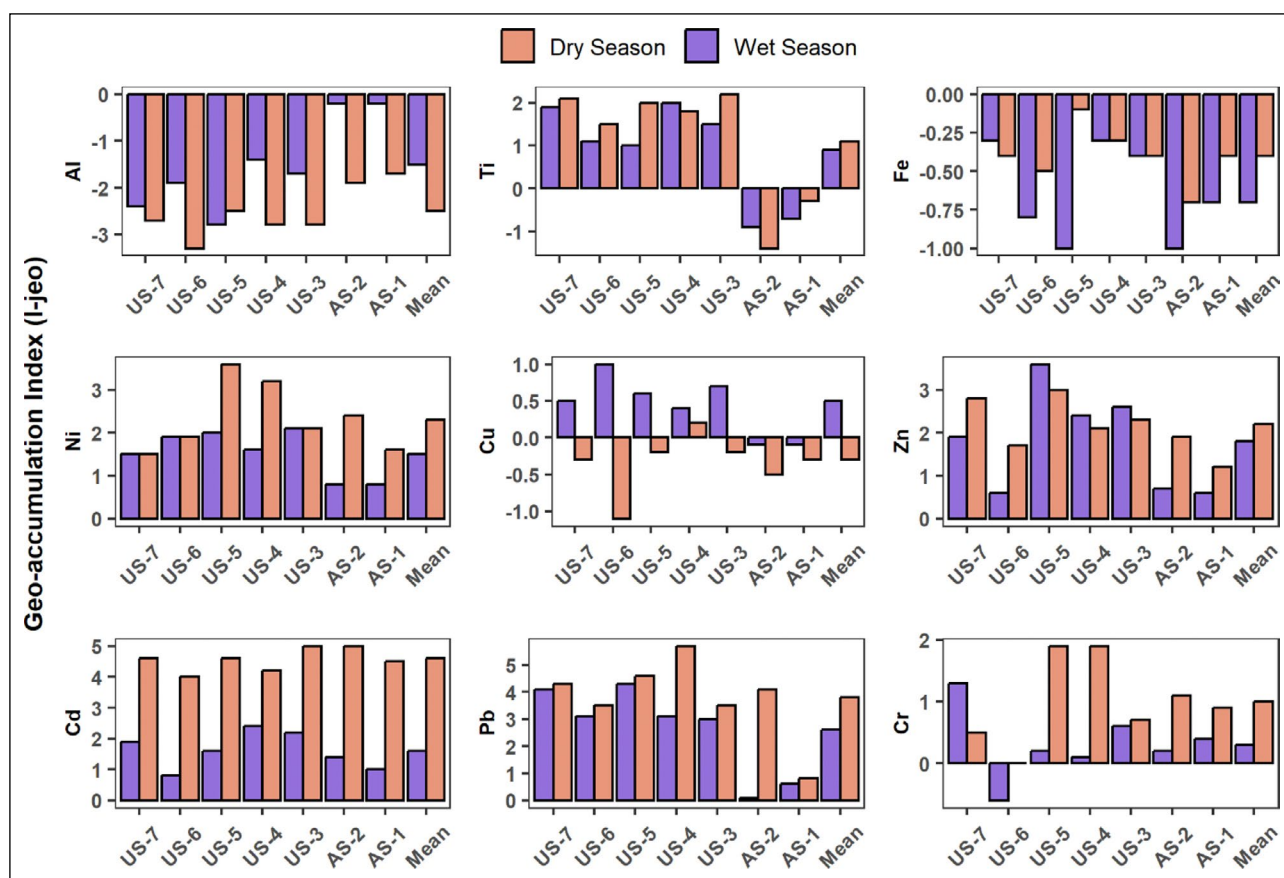 Dry Season Wet Season
Geo-accumulation Index (I-jeo)
Al
0
-1
-2
-3
US-7 US-6 US-5 US-4 US-3 AS-2 AS-1 Mean
Ti
2
1
0
-1
US-7 US-6 US-5 US-4 US-3 AS-2 AS-1 Mean
Fe
0.00
-0.25
-0.50
-0.75
-1.00
US-7 US-6 US-5 US-4 US-3 AS-2 AS-1 Mean
Ni
3
2
1
0
US-7 US-6 US-5 US-4 US-3 AS-2 AS-1 Mean
Cu
1.0
0.5
0.0
-0.5
-1.0
US-7 US-6 US-5 US-4 US-3 AS-2 AS-1 Mean
Zn
3
2
1
0
US-7 US-6 US-5 US-4 US-3 AS-2 AS-1 Mean
Cd
5
4
3
2
1
0
US-7 US-6 US-5 US-4 US-3 AS-2 AS-1 Mean
Pb
5
4
3
2
1
0
US-7 US-6 US-5 US-4 US-3 AS-2 AS-1 Mean
Cr
2
1
0
US-7 US-6 US-5 US-4 US-3 AS-2 AS-1 Mean